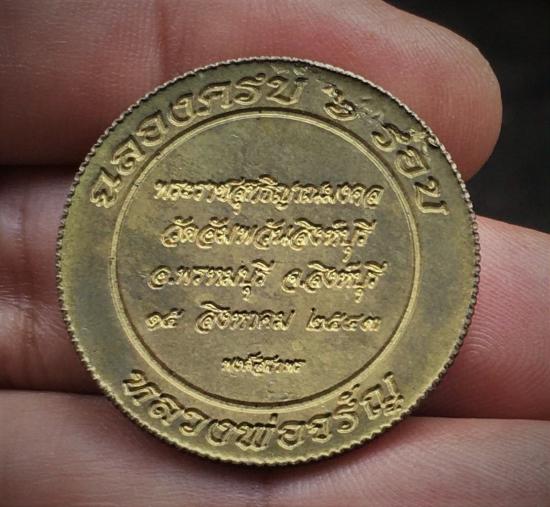 ฉลองครบ ๖ รอบ
พระราชสุทธิญาณมงคล
วัดอัมพวันสิงห์บุรี
อ.พรหมบุรี จ.สิงห์บุรี
๑๕ สิงหาคม ๒๕๔๓
หลวงพ่อจรัญ